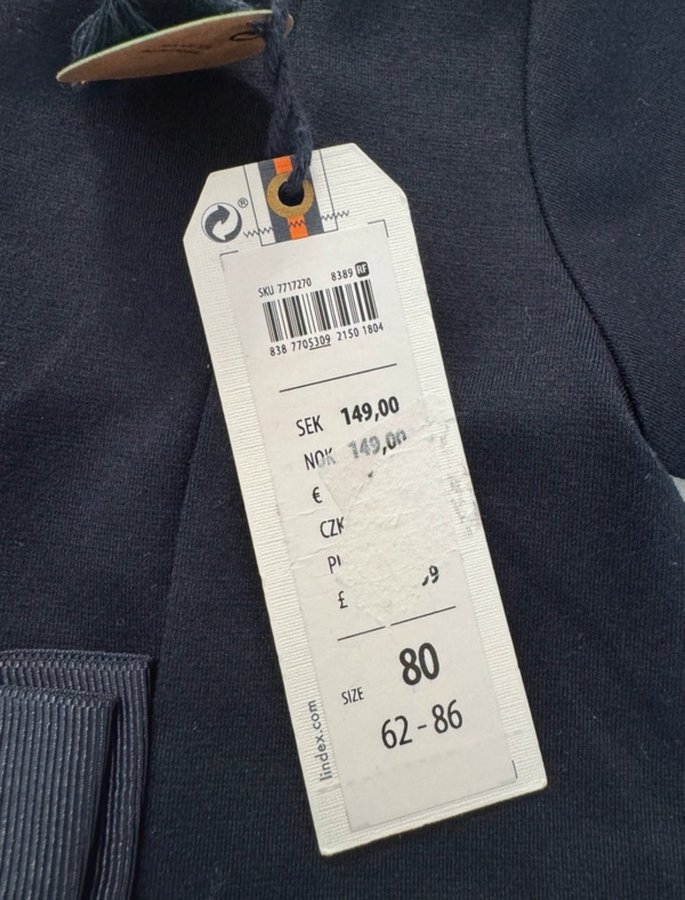 ®
SKU 7717270 8389 RF
838 7705309 2150 1804
SEK 149,00
NOK 149,00
€
CZK
£ 9
SIZE 80
62-86
lindex.com